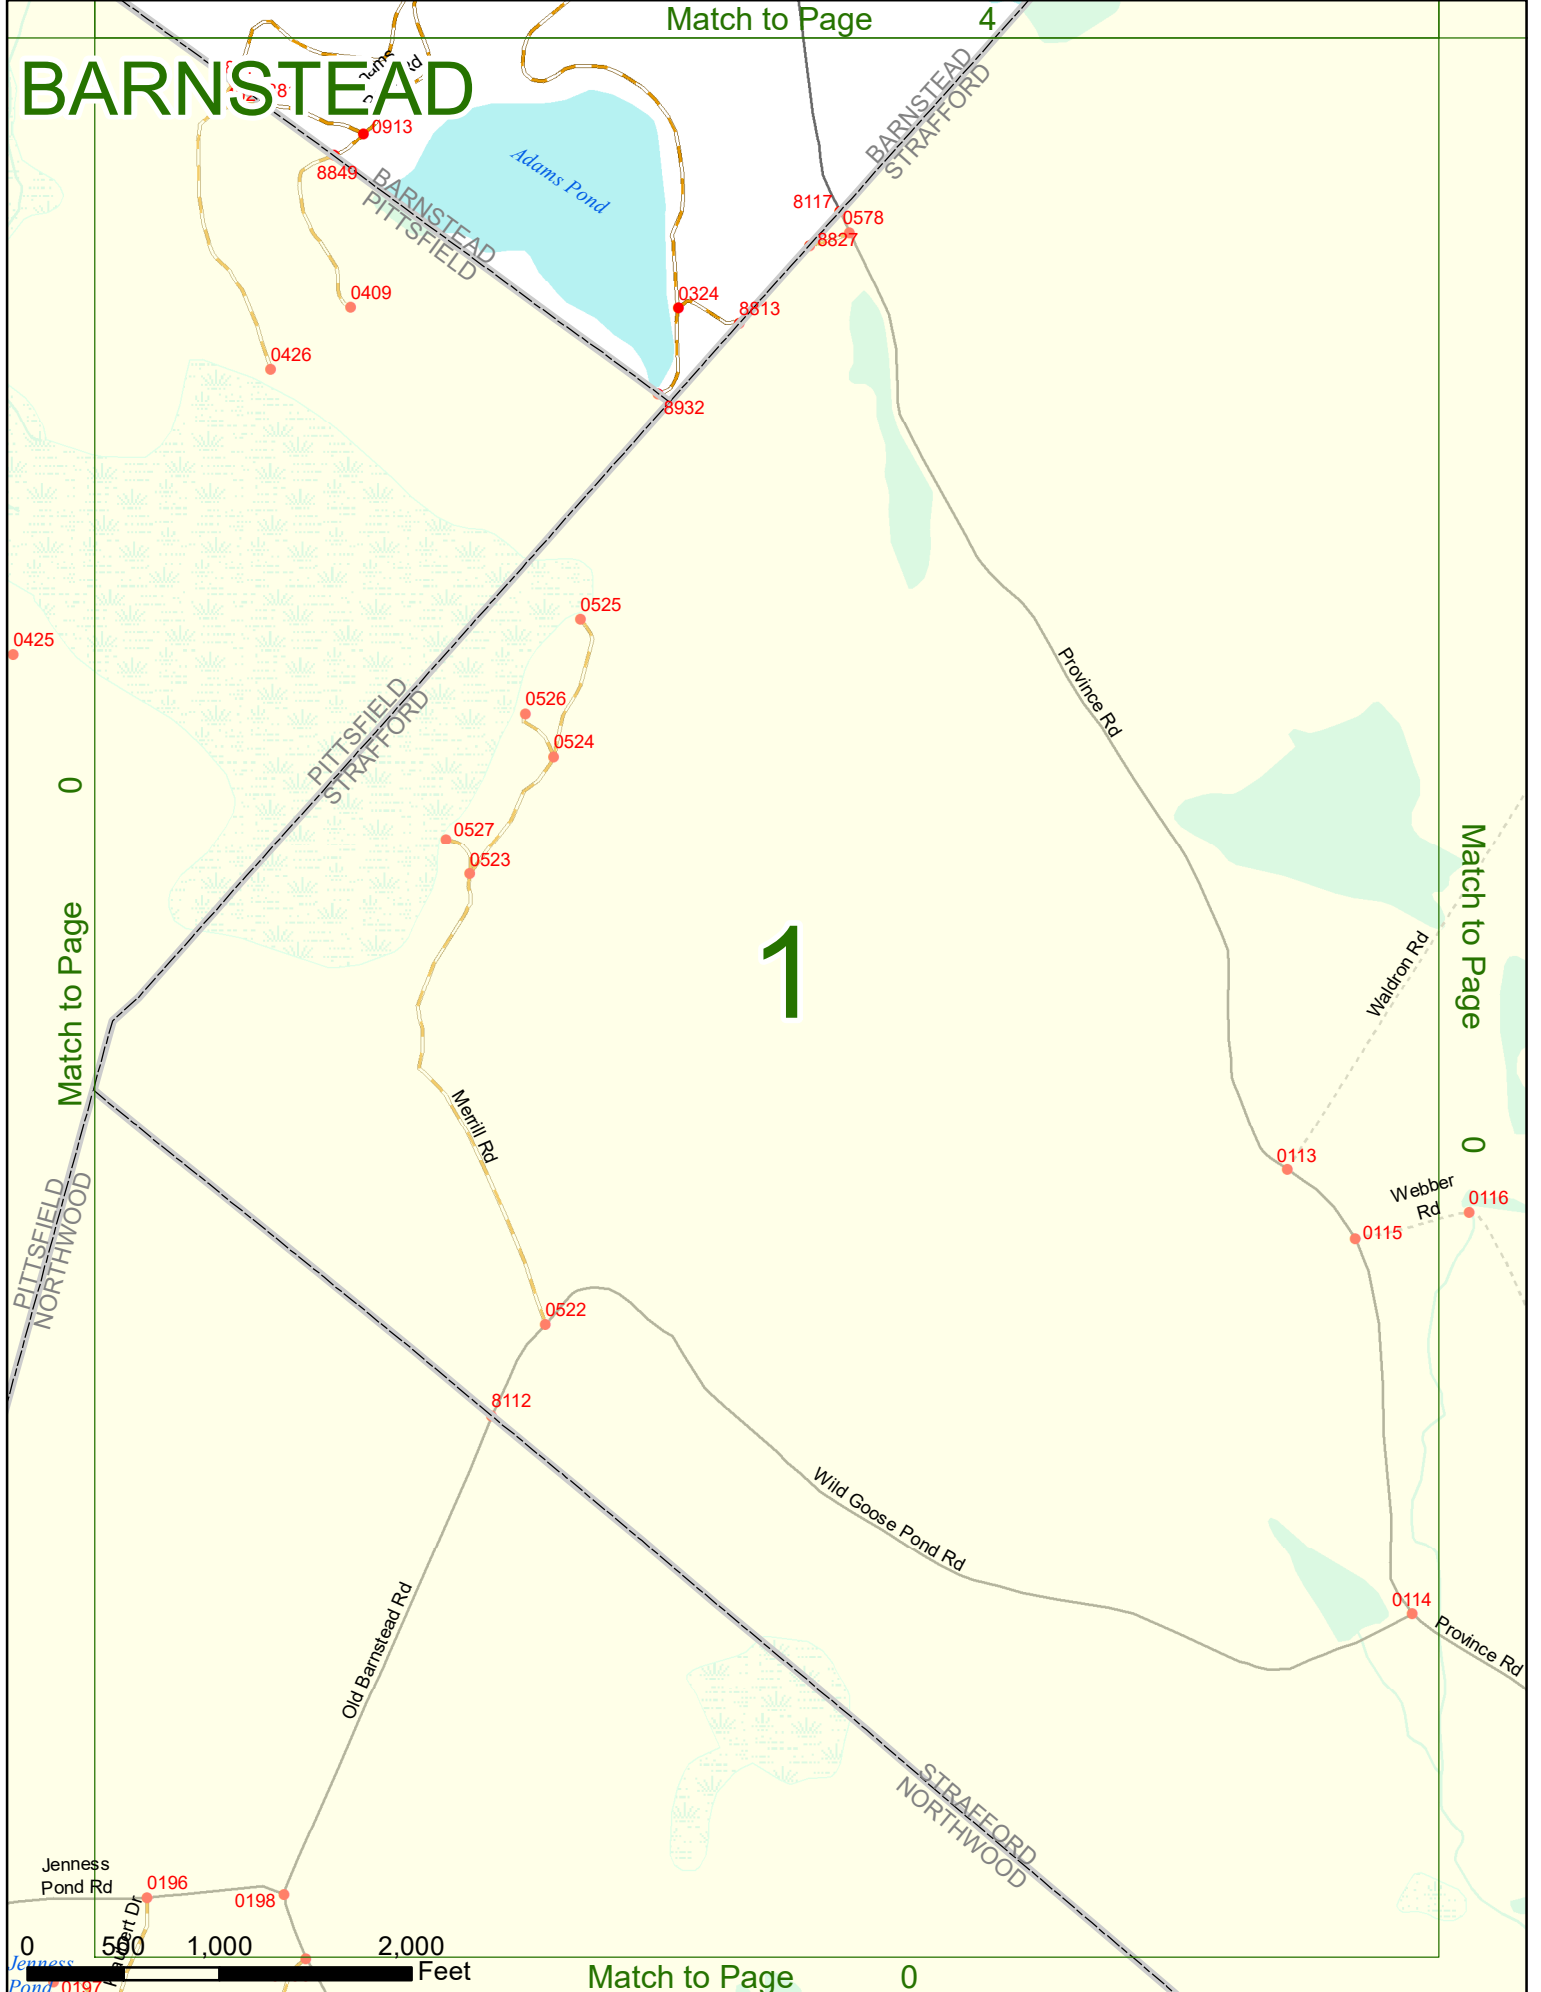 Match to Page 4
BARNSTEAD
Rd
0913
8849
BARNSTEAD
PITTSFIELD
Adams Pond
BARNSTEAD
STRAFFORD
8117
0578
8827
0409
0324
8813
0426
8932
0525
0425
0526
0524
PITTSFIELD
STRAFFORD
Province Rd
0
0527
0523
Match to Page
0
Match to Page
1
Waldron Rd
Merrill Rd
0113
Webber
Rd
0116
0115
PITTSFIELD
NORTHWOOD
0522
8112
Wild Goose Pond Rd
Old Barnstead Rd
0114
Province Rd
STRAFFORD
NORTHWOOD
Jenness
Pond Rd
0196
0198
0 500 1,000 2,000
Feet
Jenness
Pond
0197
Match to Page 0